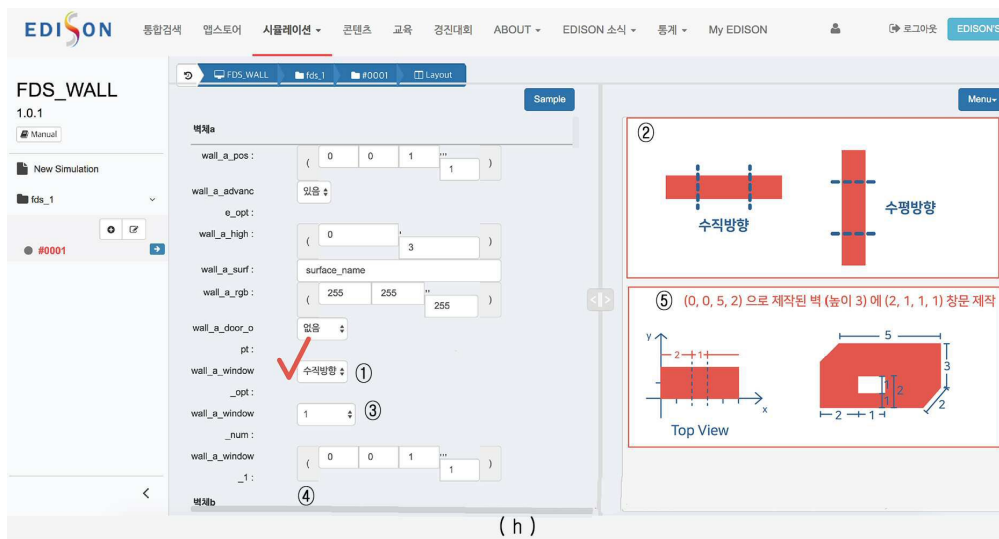 EDISON
통합검색 앱스토어 시뮬레이션 콘텐츠 교육 경진대회 ABOUT EDISON 소식 통계 My EDISON 로그아웃 EDISON'S
FDS_WALL
1.0.1
Manual
New Simulation
fds_1
#0001
FDS_WALL fds_1 #0001 Layout
Sample
벽체a
wall_a_pos : ( 0 0 1 ,,, 1 )
wall_a_advanc
e_opt : 있음
wall_a_high : ( 0 , 3 )
wall_a_surf : surface_name
wall_a_rgb : ( 255 255 ,, 255 )
wall_a_door_o
pt : 없음
wall_a_window
_opt : 수직방향 ①
wall_a_window
_num : 1 ③
wall_a_window
_1 : ( 0 0 1 ,,, 1 )
④
벽체b
Menu
②
수직방향
수평방향
⑤ (0, 0, 5, 2) 으로 제작된 벽 (높이 3) 에 (2, 1, 1, 1) 창문 제작
y
2 1
x
Top View
5
3
1 2
1
2 1 2
( h )